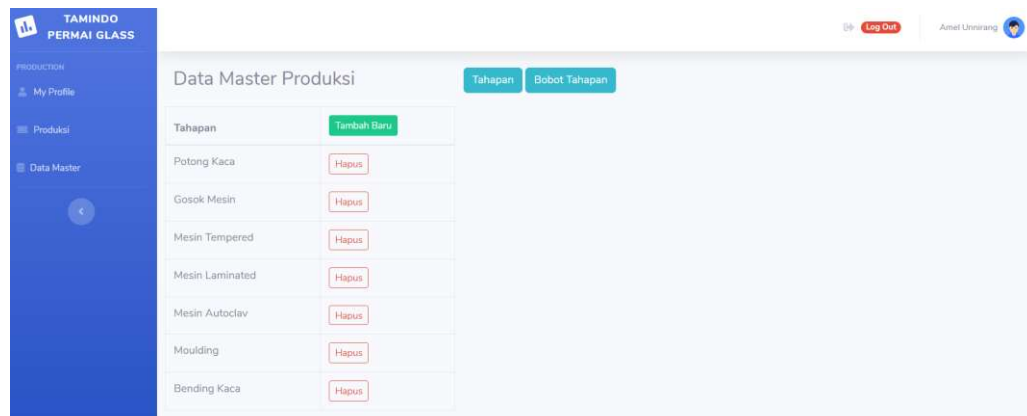 TAMINDO
PERMAI GLASS
Log Out
Amel Unnirang
PRODUCTION
My Profile
Produksi
Data Master
Data Master Produksi
Tahapan
Bobot Tahapan
Tahapan
Tambah Baru
Potong Kaca
Hapus
Gosok Mesin
Hapus
Mesin Tempered
Hapus
Mesin Laminated
Hapus
Mesin Autoclav
Hapus
Moulding
Hapus
Bending Kaca
Hapus